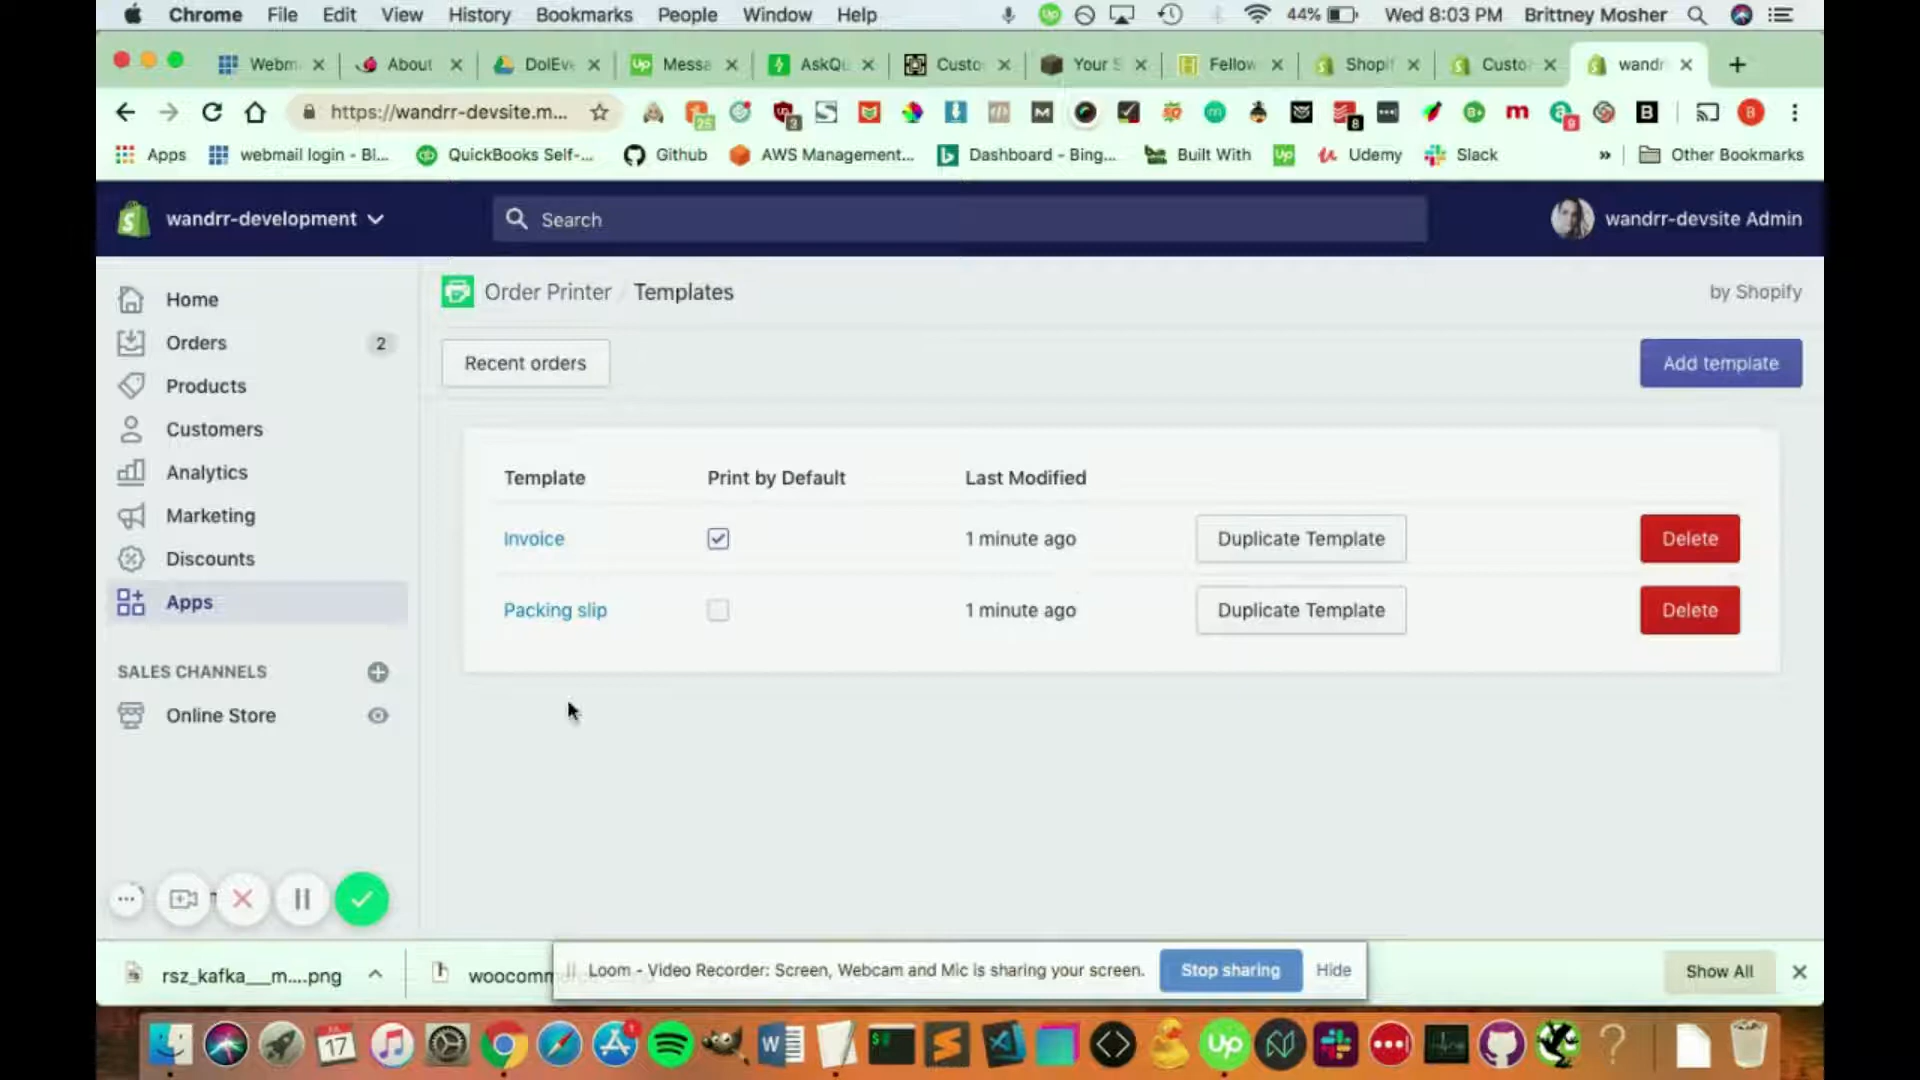 Chrome File Edit View History Bookmarks People Window Help 44% Wed 8:03 PM Brittney Mosher
Webm About DolEve Messa AskQu Custo Your S Fellow Shopif Custo wandr
https://wandrr-devsite.m...
Apps webmail login - Bl... QuickBooks Self-... Github AWS Management... Dashboard - Bing... Built With Udemy Slack » Other Bookmarks
wandrr-development Search wandrr-devsite Admin
Order Printer / Templates by Shopify
Home
Orders 2
Products
Customers
Analytics
Marketing
Discounts
Apps
SALES CHANNELS
Online Store
Recent orders Add template
Template Print by Default Last Modified
Invoice 1 minute ago Duplicate Template Delete
Packing slip 1 minute ago Duplicate Template Delete
rsz_kafka___m....png woocomm
Loom - Video Recorder: Screen, Webcam and Mic is sharing your screen. Stop sharing Hide
Show All
17